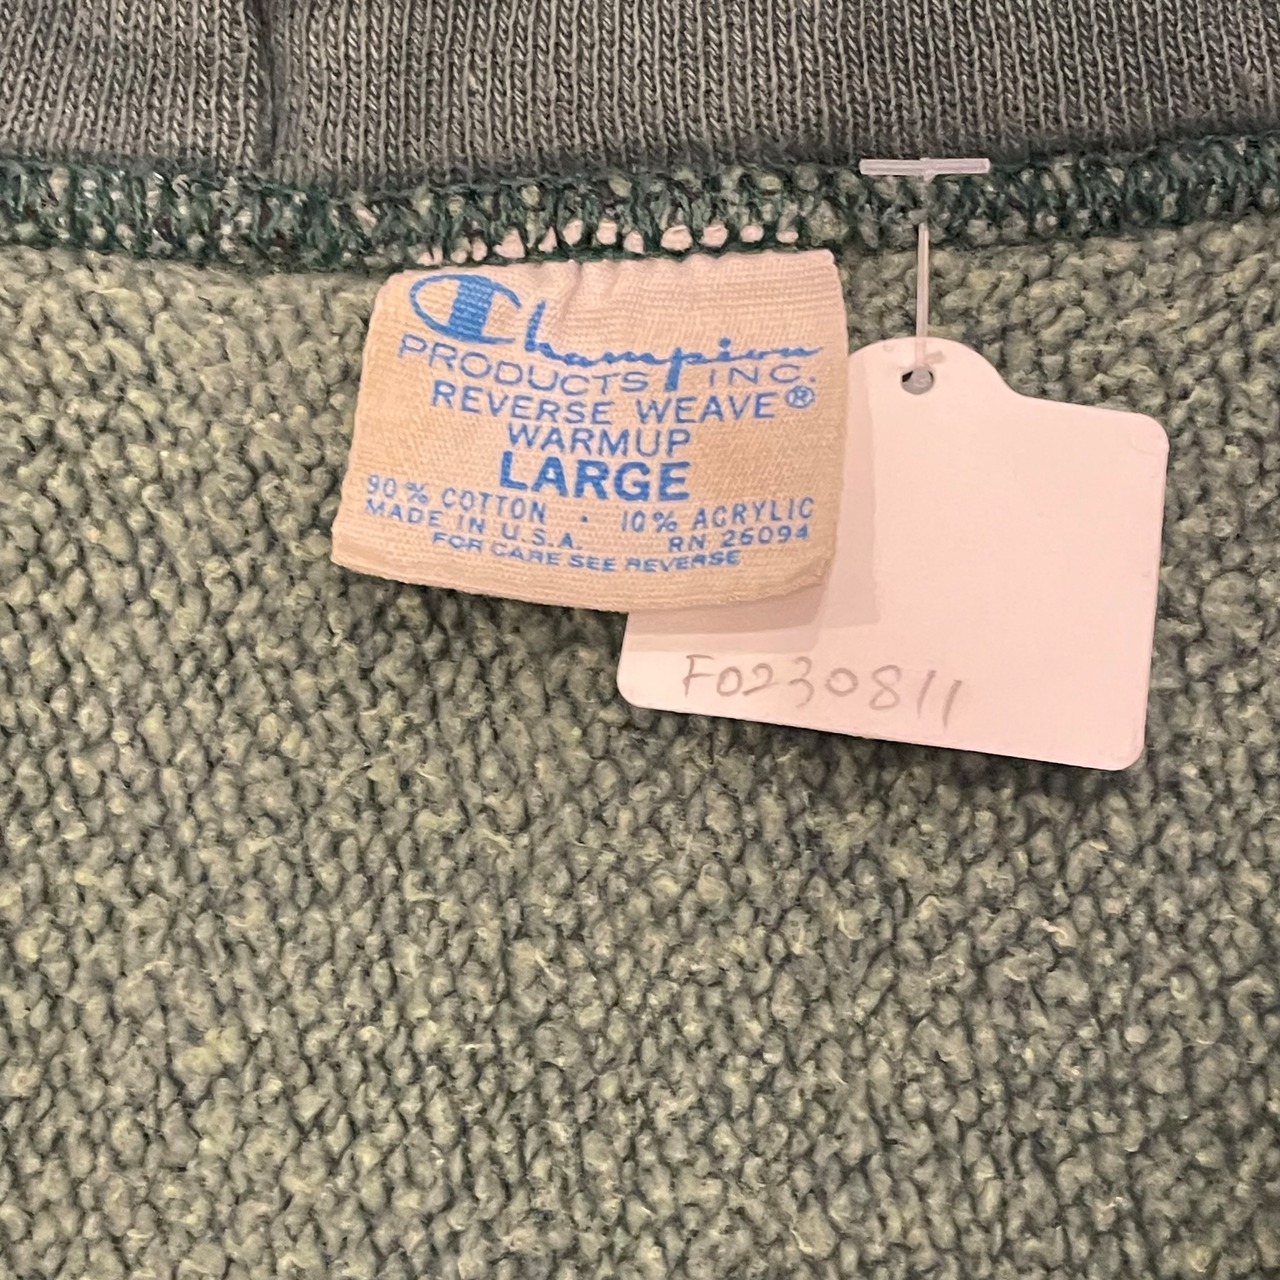 Champion
PRODUCTS INC.
REVERSE WEAVE®
WARMUP
LARGE
90% COTTON · 10% ACRYLIC
MADE IN U.S.A. RN 26094
FOR CARE SEE REVERSE
F0230811